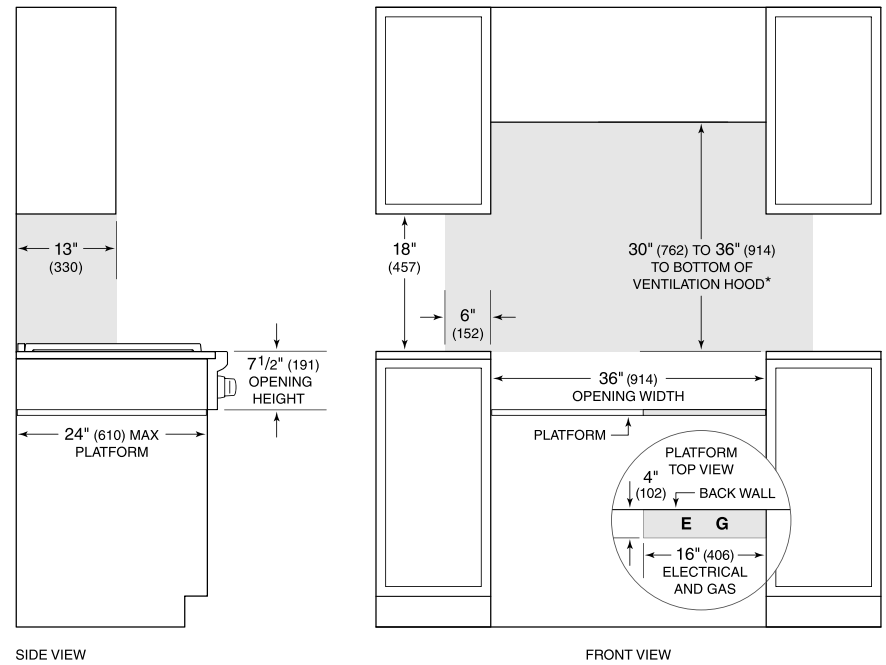 13"
(330)
7 1/2" (191)
OPENING
HEIGHT
24" (610) MAX
PLATFORM
SIDE VIEW
18"
(457)
30" (762) TO 36" (914)
TO BOTTOM OF
VENTILATION HOOD*
6"
(152)
36" (914)
OPENING WIDTH
PLATFORM
PLATFORM
TOP VIEW
4"
(102)
BACK WALL
E G
16" (406)
ELECTRICAL
AND GAS
FRONT VIEW